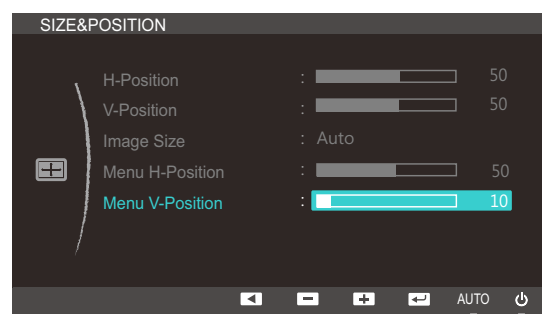 SIZE&POSITION
H-Position : 50
V-Position : 50
Image Size : Auto
Menu H-Position : 50
Menu V-Position : 10
AUTO